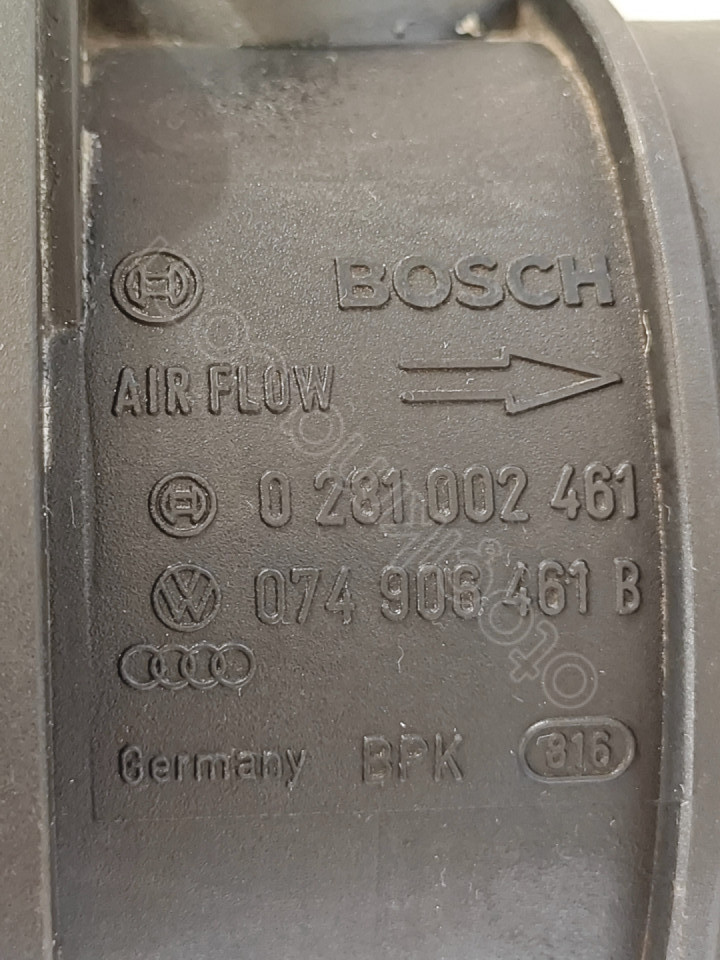 BOSCH
AIR FLOW
0 281 002 461
074 906 461 B
Germany BPK 816